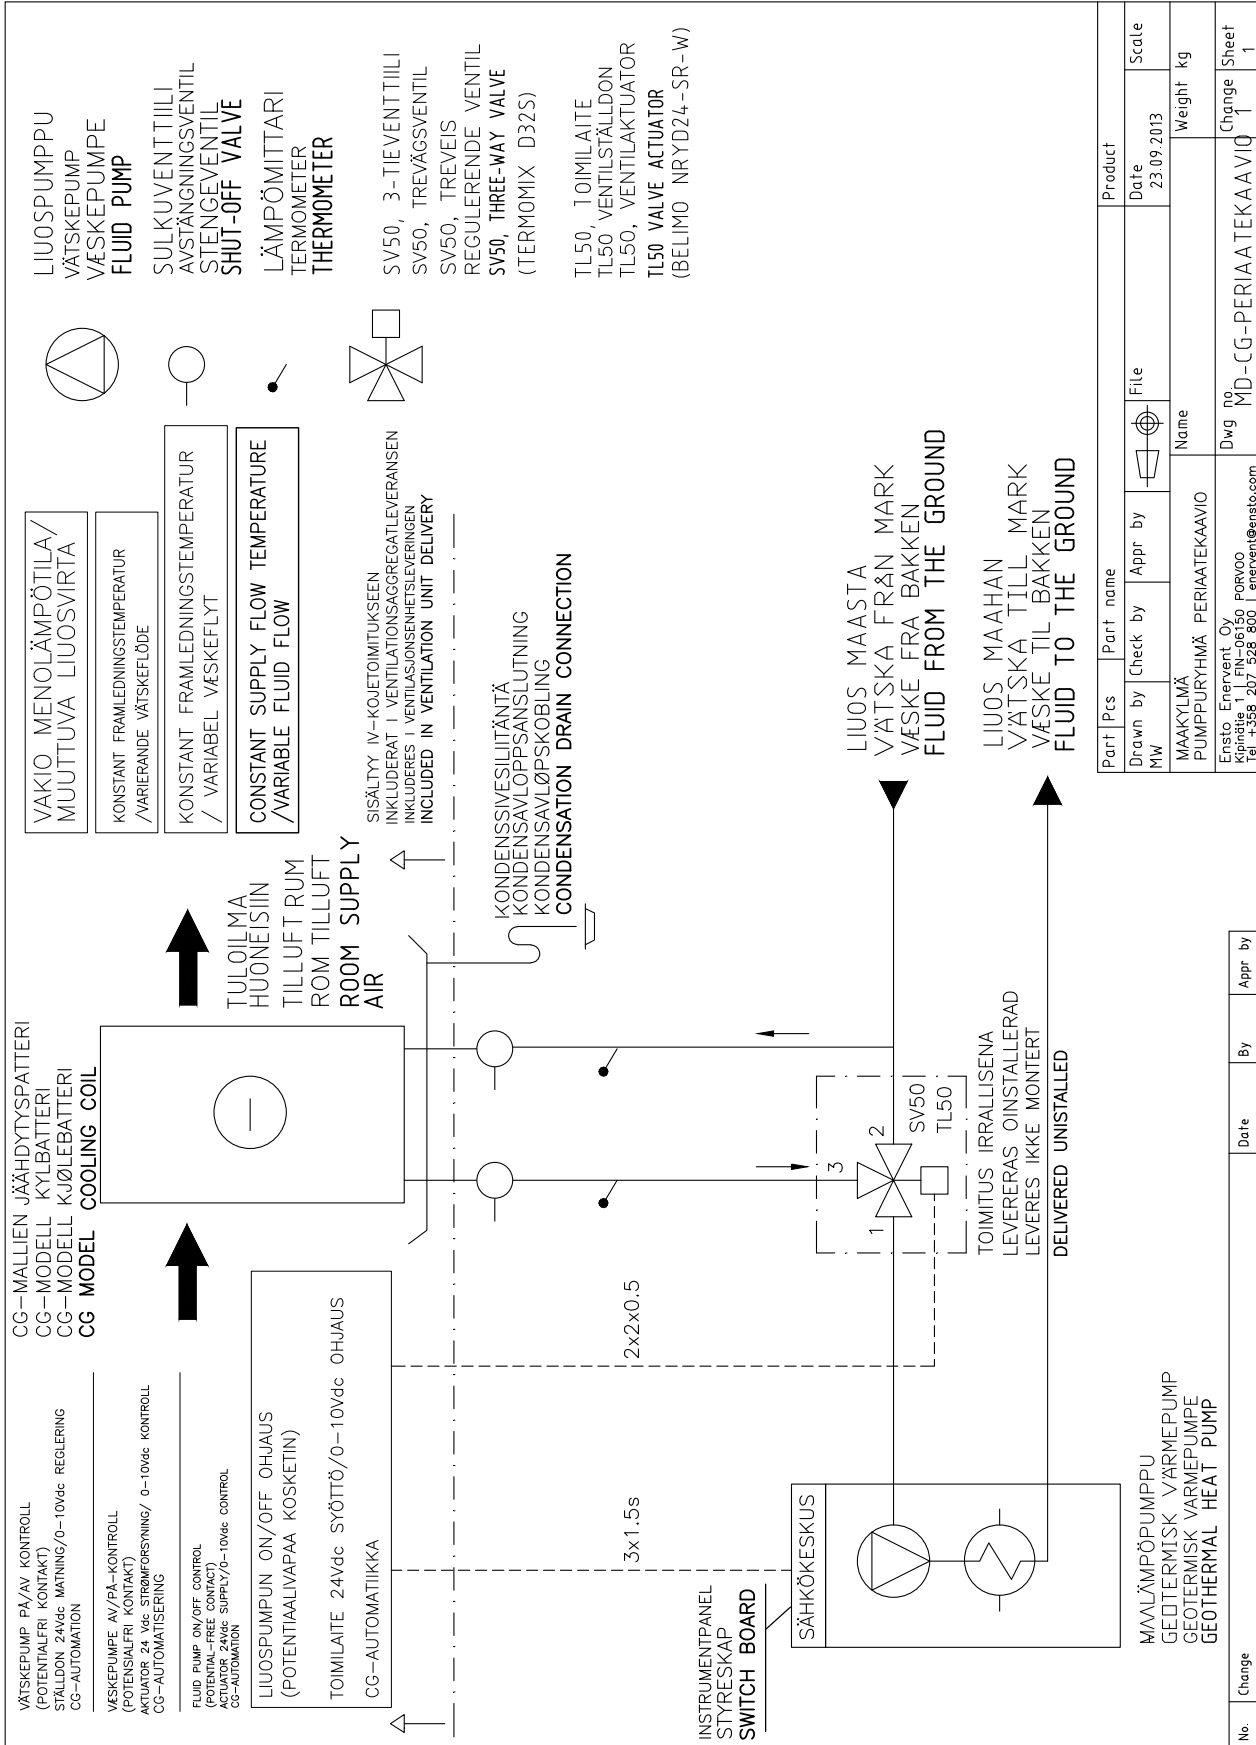 VÄTSKEPUMP PÅ/AV KONTROLL
(POTENTIALFRI KONTAKT)
STÄLLDON 24Vdc MATNING/0-10Vdc REGLERING
CG-AUTOMATION
VÆSKEPUMPE AV/PÅ-KONTROLL
(POTENSIALFRI KONTAKT)
AKTUATOR 24 Vdc STRØMFORSYNING/ 0-10Vdc KONTROLL
CG-AUTOMATISERING
FLUID PUMP ON/OFF CONTROL
(POTENTIAL-FREE CONTACT)
ACTUATOR 24Vdc SUPPLY/0-10Vdc CONTROL
CG-AUTOMATION
LIUOSPUMPUN ON/OFF OHJAUS
(POTENTIAALIVAPAA KOSKETIN)
TOIMILAITE 24Vdc SYÖTTÖ/0-10Vdc OHJAUS
CG-AUTOMATIIKKA
CG-MALLIEN JÄÄHDYTYSPATTERI
CG-MODELL KYLBATTERI
CG-MODELL KJØLEBATTERI
CG MODEL COOLING COIL
TULOILMA
HUONEISIIN
TILLUFT RUM
ROM TILLUFT
ROOM SUPPLY
AIR
VAKIO MENOLÄMPÖTILA/
MUUTTUVA LIUOSVIRTA
KONSTANT FRAMLEDNINGSTEMPERATUR
/VARIERANDE VÄTSKEFLÖDE
KONSTANT FRAMLEDNINGSTEMPERATUR
/ VARIABEL VÆSKEFLYT
CONSTANT SUPPLY FLOW TEMPERATURE
/VARIABLE FLUID FLOW
SISÄLTYY IV-KOJETOIMITUKSEEN
INKLUDERAT I VENTILATIONSAGGREGATLEVERANSEN
INKLUDERES I VENTILASJONSENHETSLEVERINGEN
INCLUDED IN VENTILATION UNIT DELIVERY
KONDENSSIVESILIITÄNTÄ
KONDENSAVLOPPSANSLUTNING
KONDENSAVLØPSKOBLING
CONDENSATION DRAIN CONNECTION
LIUOSPUMPPU
VÄTSKEPUMP
VÆSKEPUMPE
FLUID PUMP
SULKUVENTTIILI
AVSTÄNGNINGSVENTIL
STENGEVENTIL
SHUT-OFF VALVE
LÄMPÖMITTARI
TERMOMETER
THERMOMETER
SV50, 3-TIEVENTTIILI
SV50, TREVÄGSVENTIL
SV50, TREVEIS
REGULERENDE VENTIL
SV50, THREE-WAY VALVE
(TERMOMIX D32S)
TL50, TOIMILAITE
TL50 VENTILSTÄLLDON
TL50, VENTILAKTUATOR
TL50 VALVE ACTUATOR
(BELIMO NRYD24-SR-W)
2x2x0.5
3x1.5s
1
2
3
SV50
TL50
TOIMITUS IRRALLISENA
LEVERERAS OINSTALLERAD
LEVERES IKKE MONTERT
DELIVERED UNISTALLED
LIUOS MAASTA
VÄTSKA FRÅN MARK
VÆSKE FRA BAKKEN
FLUID FROM THE GROUND
LIUOS MAAHAN
VÄTSKA TILL MARK
VÆSKE TIL BAKKEN
FLUID TO THE GROUND
INSTRUMENTPANEL
STYRESKAP
SWITCH BOARD
SÄHKÖKESKUS
MAALÄMPÖPUMPPU
GEOTERMISK VÄRMEPUMP
GEOTERMISK VARMEPUMPE
GEOTHERMAL HEAT PUMP
Part Pcs Part name Product
Drawn by Check by Appr by File Date Scale
MW 23.09.2013
MAAKYLMÄ
PUMPPURYHMÄ PERIAATEKAAVIO
Name Weight kg
Ensto Enervent Oy
Kipinätie 1 | FIN-06150 PORVOO
Tel +358 207 528 800 | enervent@ensto.com
Dwg no. Change Sheet
MD-CG-PERIAATEKAAVIO 1 1
No. Change Date By Appr by